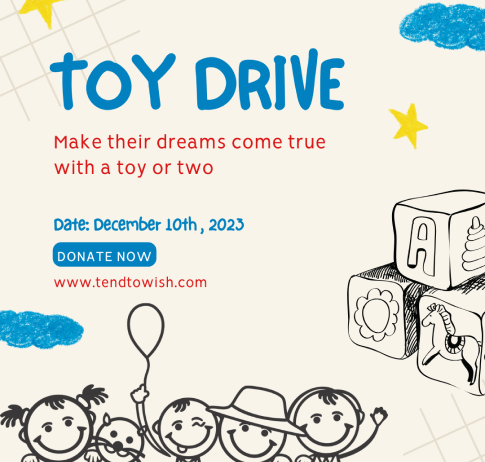 TOY DRIVE
Make their dreams come true
with a toy or two
Date: December 10th, 2023
DONATE NOW
www.tendtowish.com
A